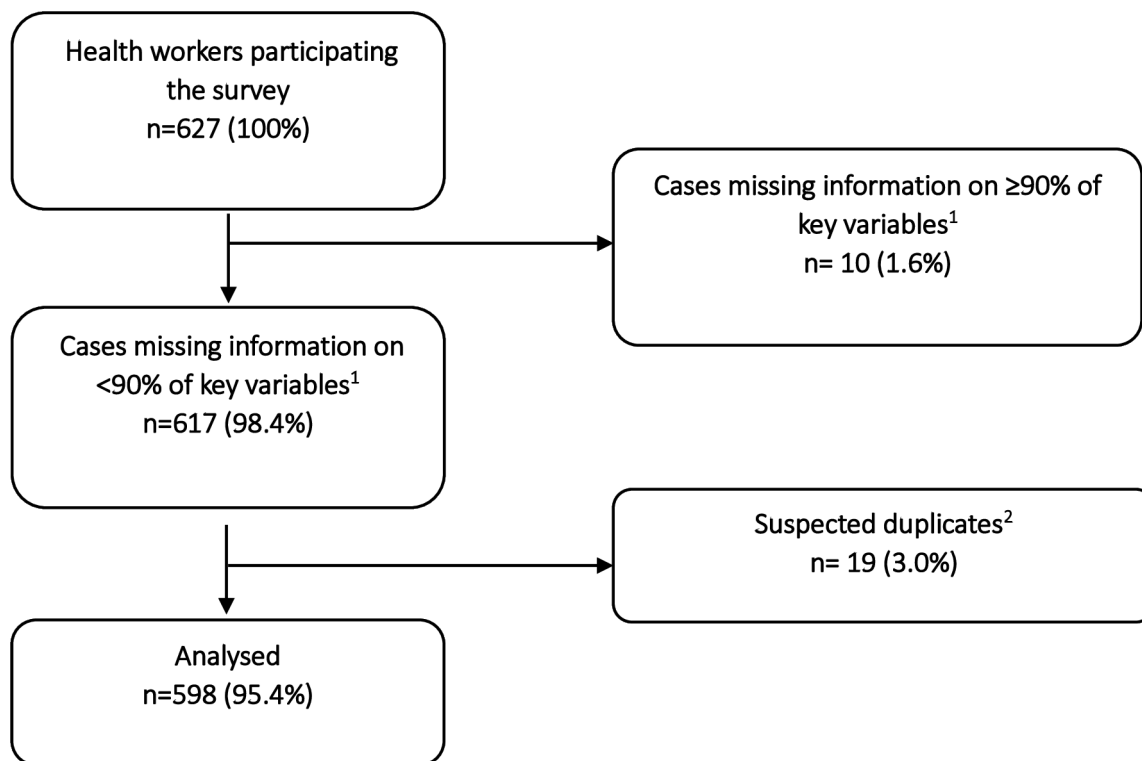 Health workers participating
the survey
n=627 (100%)
Cases missing information on ≥90% of
key variables¹
n= 10 (1.6%)
Cases missing information on
<90% of key variables¹
n=617 (98.4%)
Suspected duplicates²
n= 19 (3.0%)
Analysed
n=598 (95.4%)